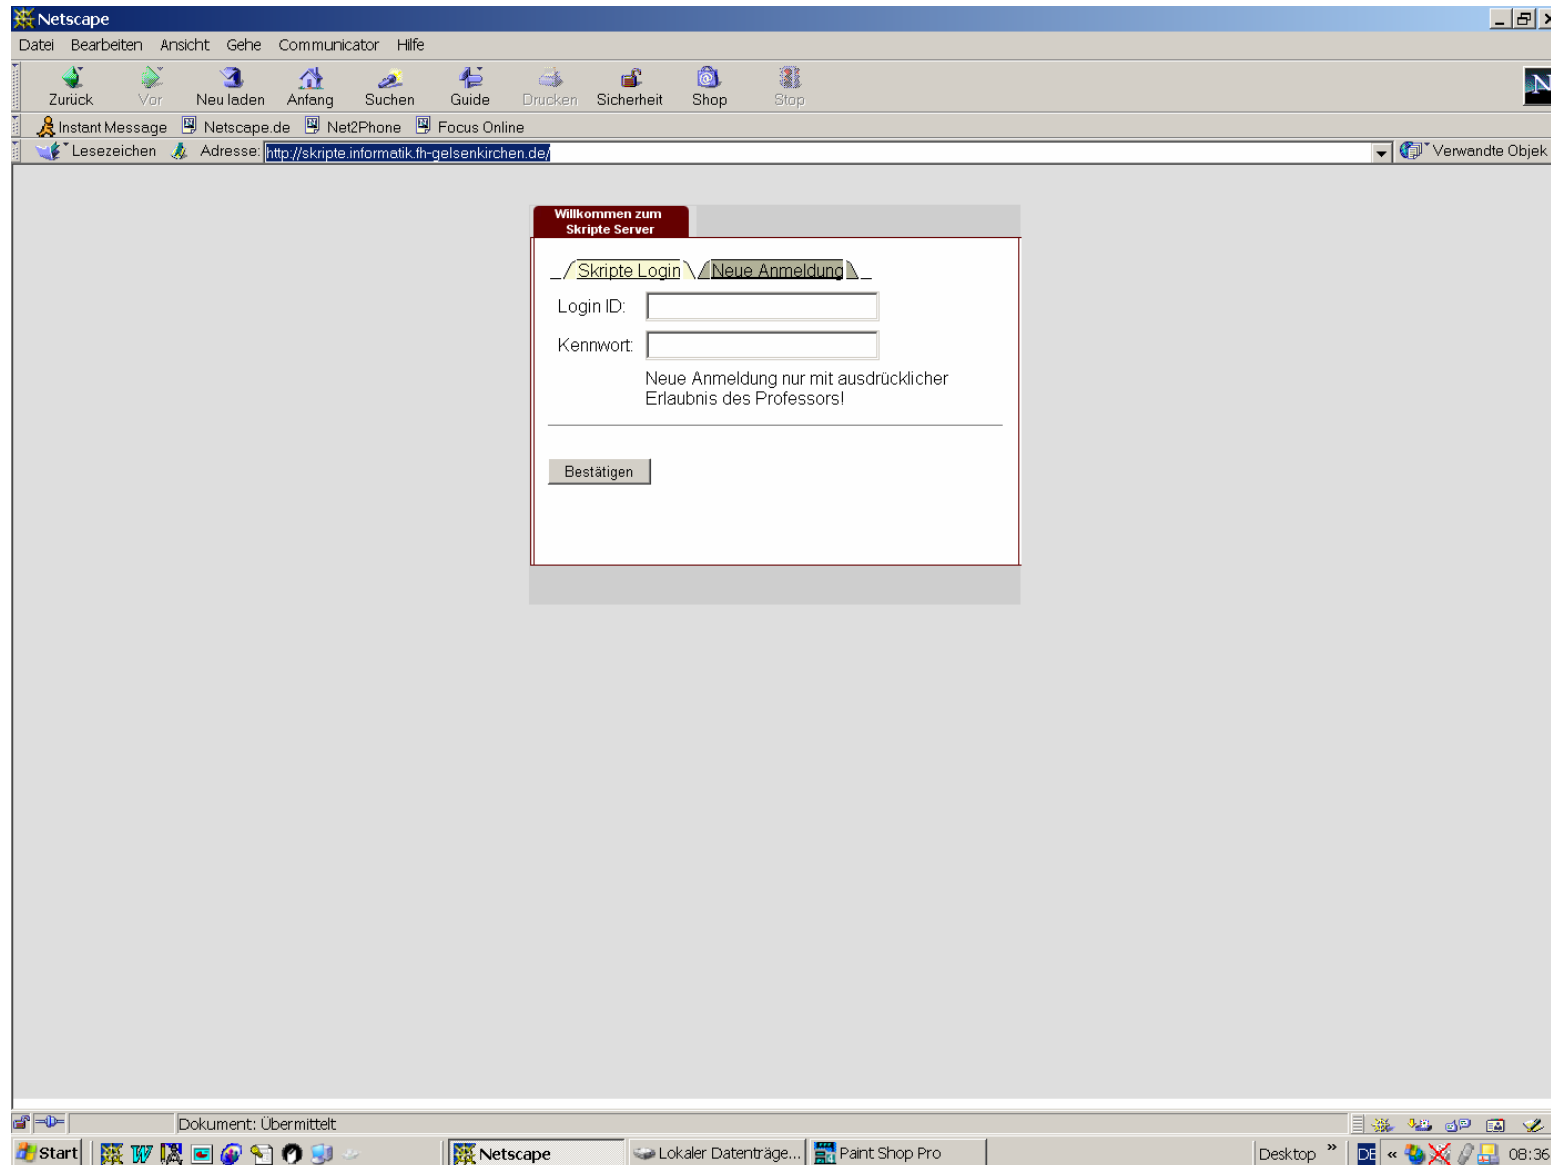 Netscape
Datei Bearbeiten Ansicht Gehe Communicator Hilfe
Zurück Vor Neu laden Anfang Suchen Guide Drucken Sicherheit Shop Stop
Instant Message Netscape.de Net2Phone Focus Online
Lesezeichen Adresse: http://skripte.informatik.fh-gelsenkirchen.de/ Verwandte Objek
Willkommen zum
Skripte Server
Skripte Login Neue Anmeldung
Login ID:
Kennwort:
Neue Anmeldung nur mit ausdrücklicher
Erlaubnis des Professors!
Bestätigen
Dokument: Übermittelt
Start Netscape Lokaler Datenträge... Paint Shop Pro Desktop » DE « 08:36